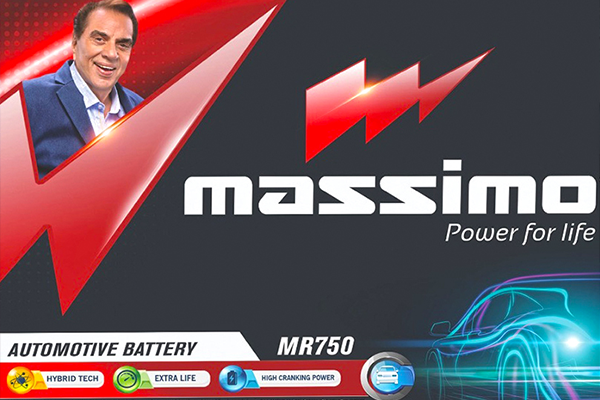 massimo
Power for life
AUTOMOTIVE BATTERY MR750
HYBRID TECH EXTRA LIFE HIGH CRANKING POWER